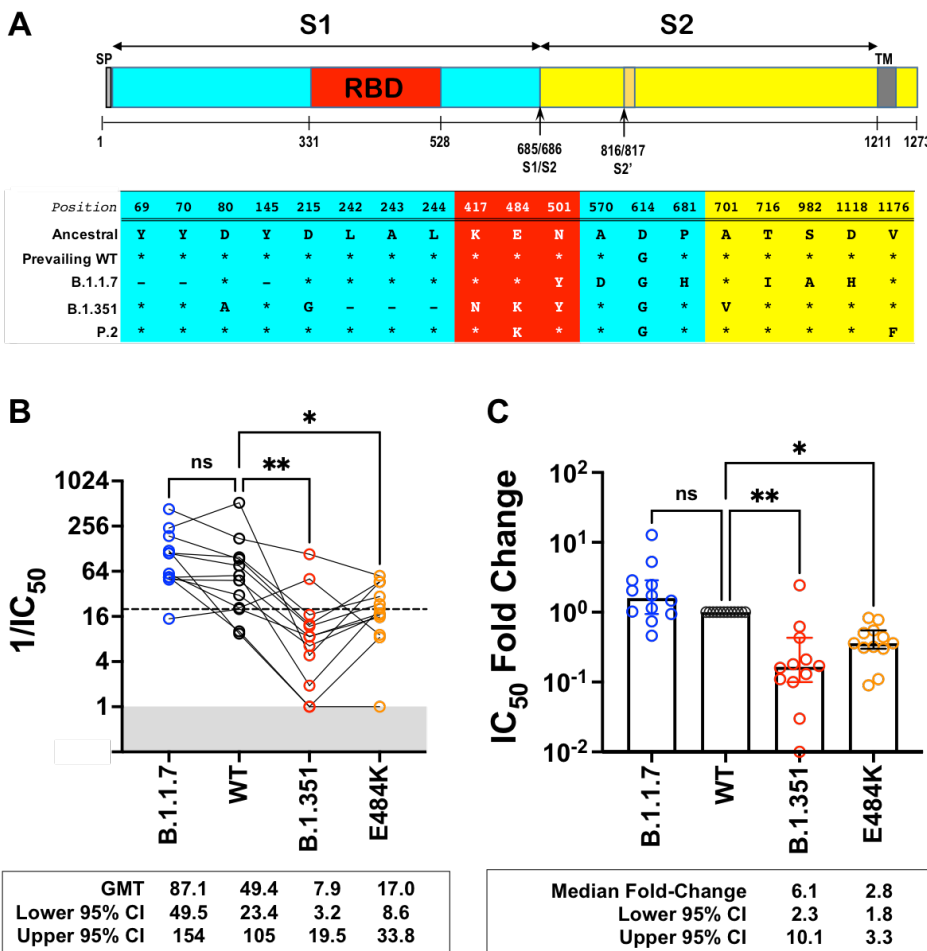 A
S1
S2
SP
TM
RBD
1
331
528
685/686
S1/S2
816/817
S2'
1211
1273
Position 69 70 80 145 215 242 243 244 417 484 501 570 614 681 701 716 982 1118 1176
Ancestral Y Y D Y D L A L K E N A D P A T S D V
Prevailing WT * * * * * * * * * * * * G * * * * * *
B.1.1.7 – – * – * * * * * * Y D G H * I A H *
B.1.351 * * A * G – – – N K Y * G * V * * * *
P.2 * * * * * * * * * K * * G * * * * * F
B
*
ns
**
1024
256
64
16
4
1
1/IC50
B.1.1.7
WT
B.1.351
E484K
GMT 87.1 49.4 7.9 17.0
Lower 95% CI 49.5 23.4 3.2 8.6
Upper 95% CI 154 105 19.5 33.8
C
*
ns
**
10²
10¹
10⁰
10⁻¹
10⁻²
IC50 Fold Change
B.1.1.7
WT
B.1.351
E484K
Median Fold-Change 6.1 2.8
Lower 95% CI 2.3 1.8
Upper 95% CI 10.1 3.3